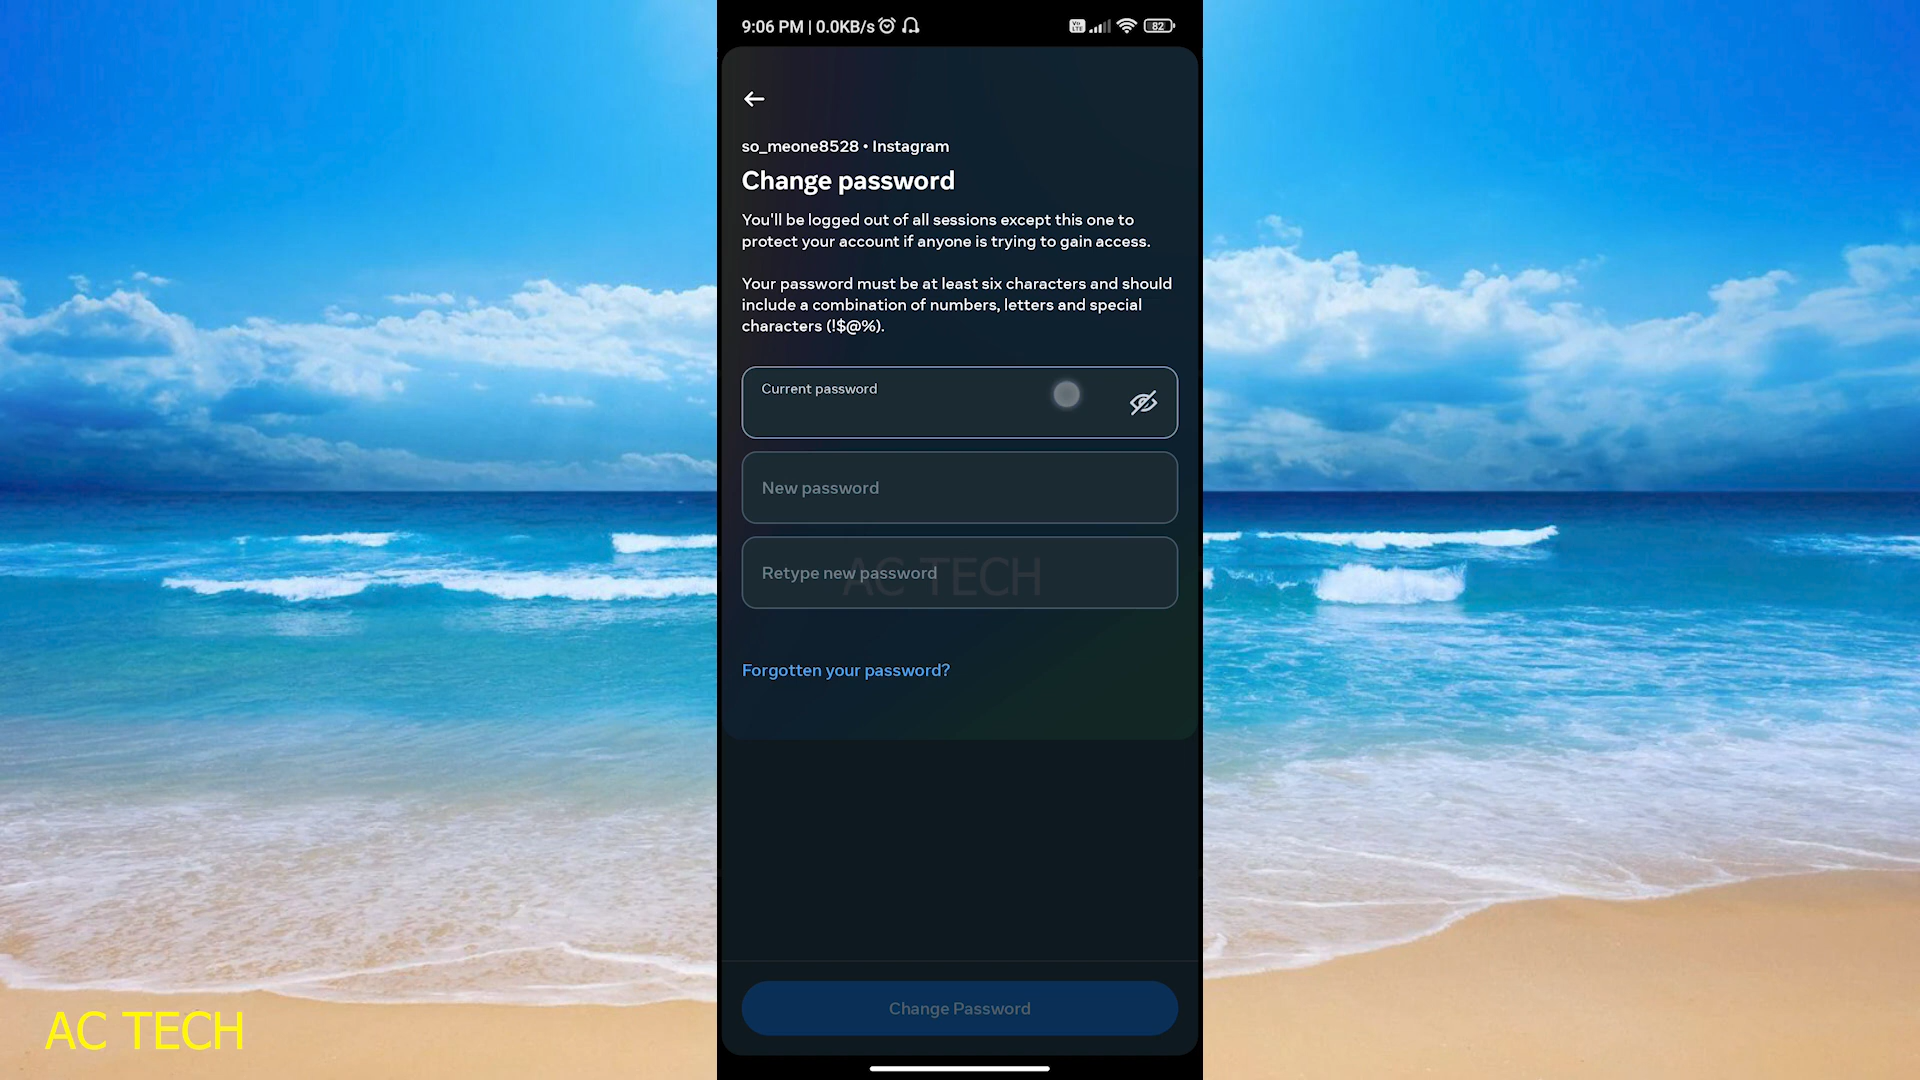 9:06 PM | 0.0KB/s
Vo LTE
82
so_meone8528 • Instagram
Change password
You'll be logged out of all sessions except this one to
protect your account if anyone is trying to gain access.
Your password must be at least six characters and should
include a combination of numbers, letters and special
characters (!$@%).
Current password
New password
Retype new password
AC TECH
Forgotten your password?
Change Password
AC TECH